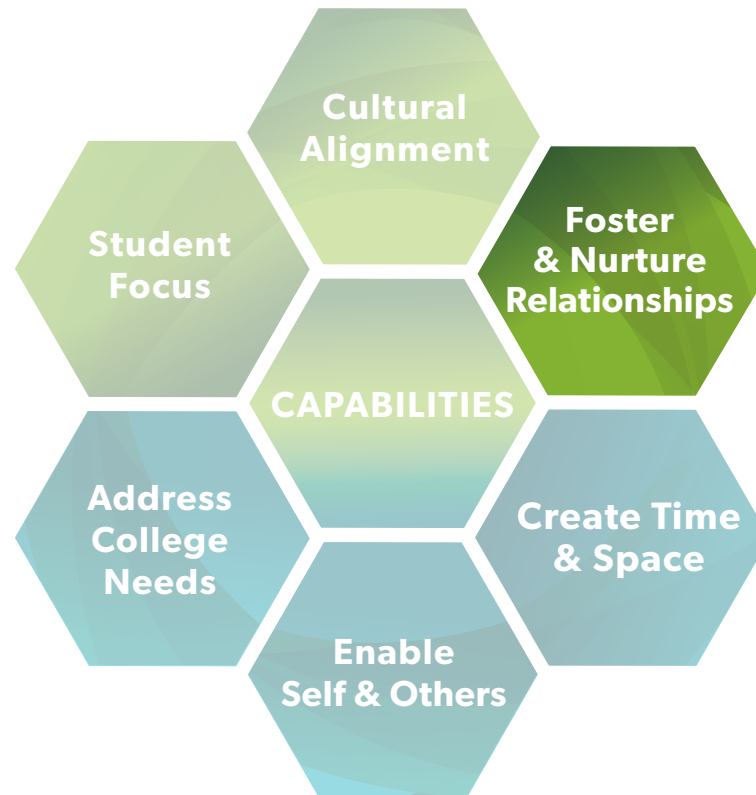 Cultural
Alignment
Foster
& Nurture
Relationships
Student
Focus
CAPABILITIES
Address
College
Needs
Create Time
& Space
Enable
Self & Others